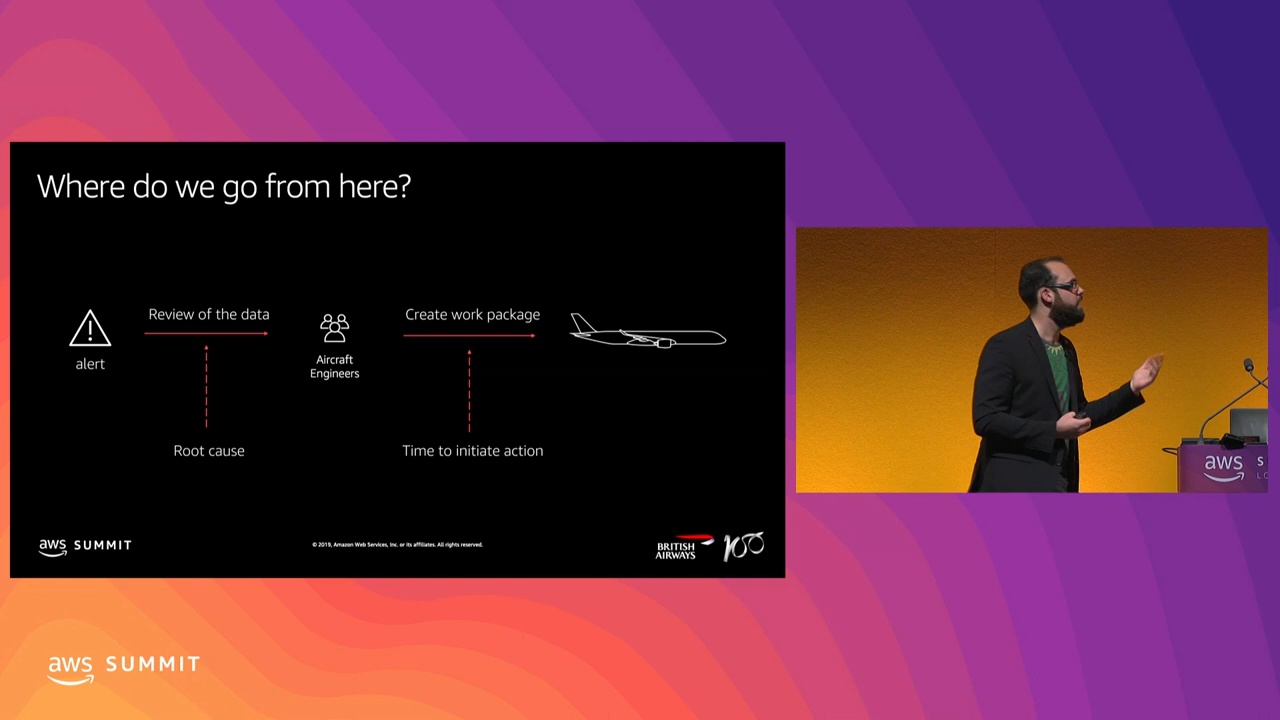 Where do we go from here?
Review of the data
Create work package
alert
Aircraft
Engineers
Root cause
Time to initiate action
aws SUMMIT
© 2019, Amazon Web Services, Inc. or its affiliates. All rights reserved.
BRITISH
AIRWAYS
100
aws S
LO
aws SUMMIT